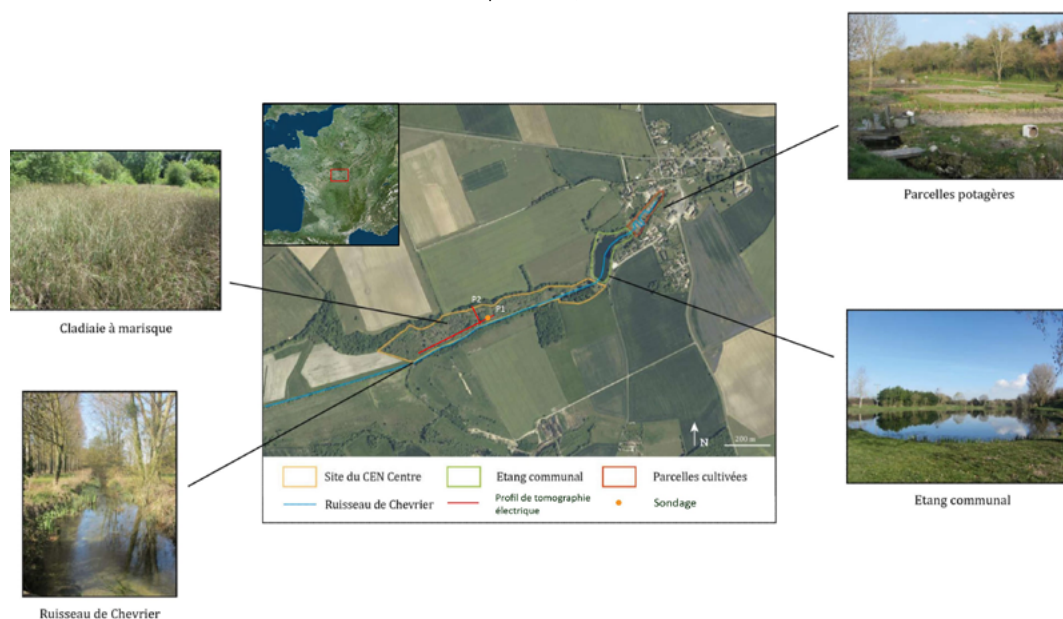 Parcelles potagères
Cladiaie à marisque
P2
P1
N
200 m
Site du CEN Centre
Etang communal
Parcelles cultivées
Ruisseau de Chevrier
Profil de tomographie
électrique
Sondage
Etang communal
Ruisseau de Chevrier